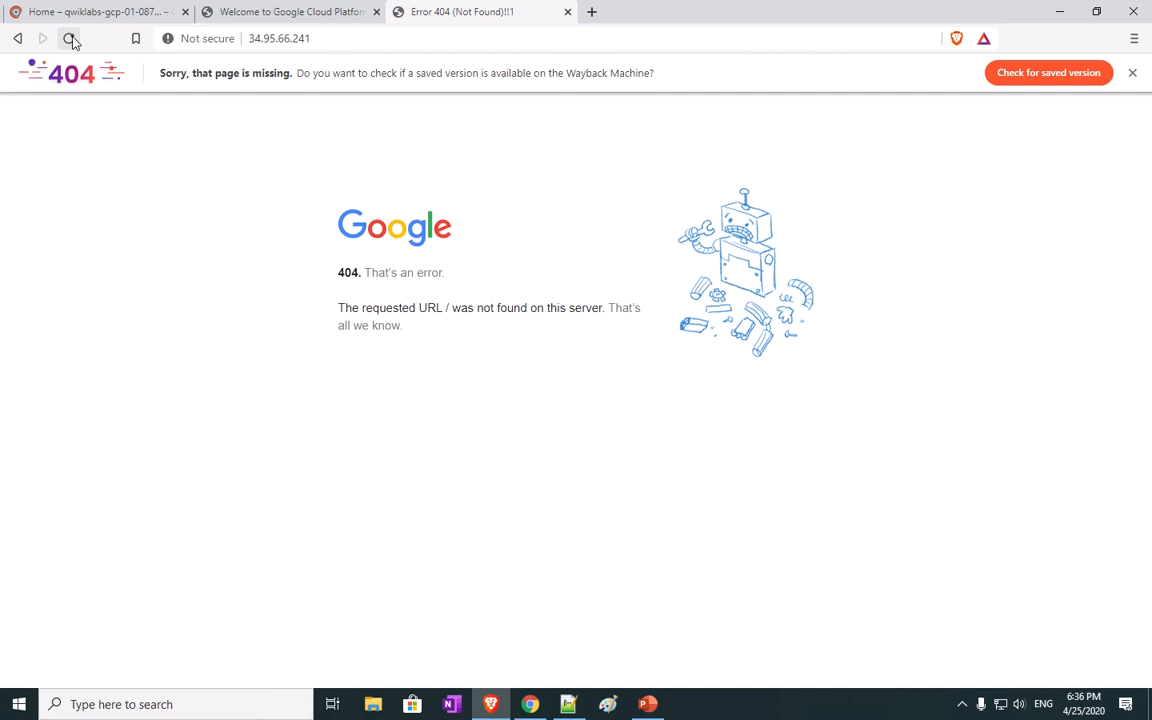 Home – qwiklabs-gcp-01-087... –
Welcome to Google Cloud Platfor
Error 404 (Not Found)!!1
Not secure
34.95.66.241
404
Sorry, that page is missing. Do you want to check if a saved version is available on the Wayback Machine?
Check for saved version
Google
404. That's an error.
The requested URL / was not found on this server. That's
all we know.
Type here to search
ENG
6:36 PM
4/25/2020